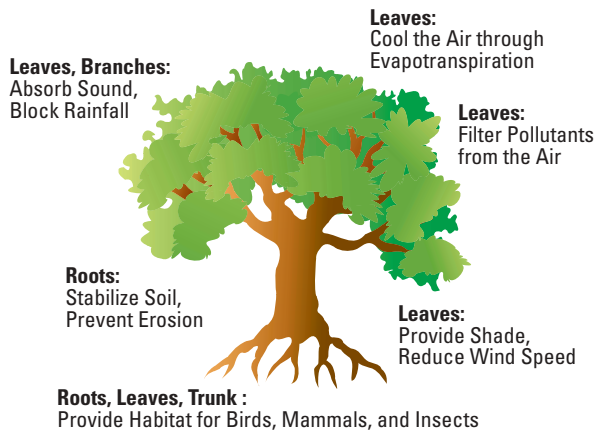 Leaves:
Cool the Air through
Evapotranspiration
Leaves, Branches:
Absorb Sound,
Block Rainfall
Leaves:
Filter Pollutants
from the Air
Roots:
Stabilize Soil,
Prevent Erosion
Leaves:
Provide Shade,
Reduce Wind Speed
Roots, Leaves, Trunk :
Provide Habitat for Birds, Mammals, and Insects